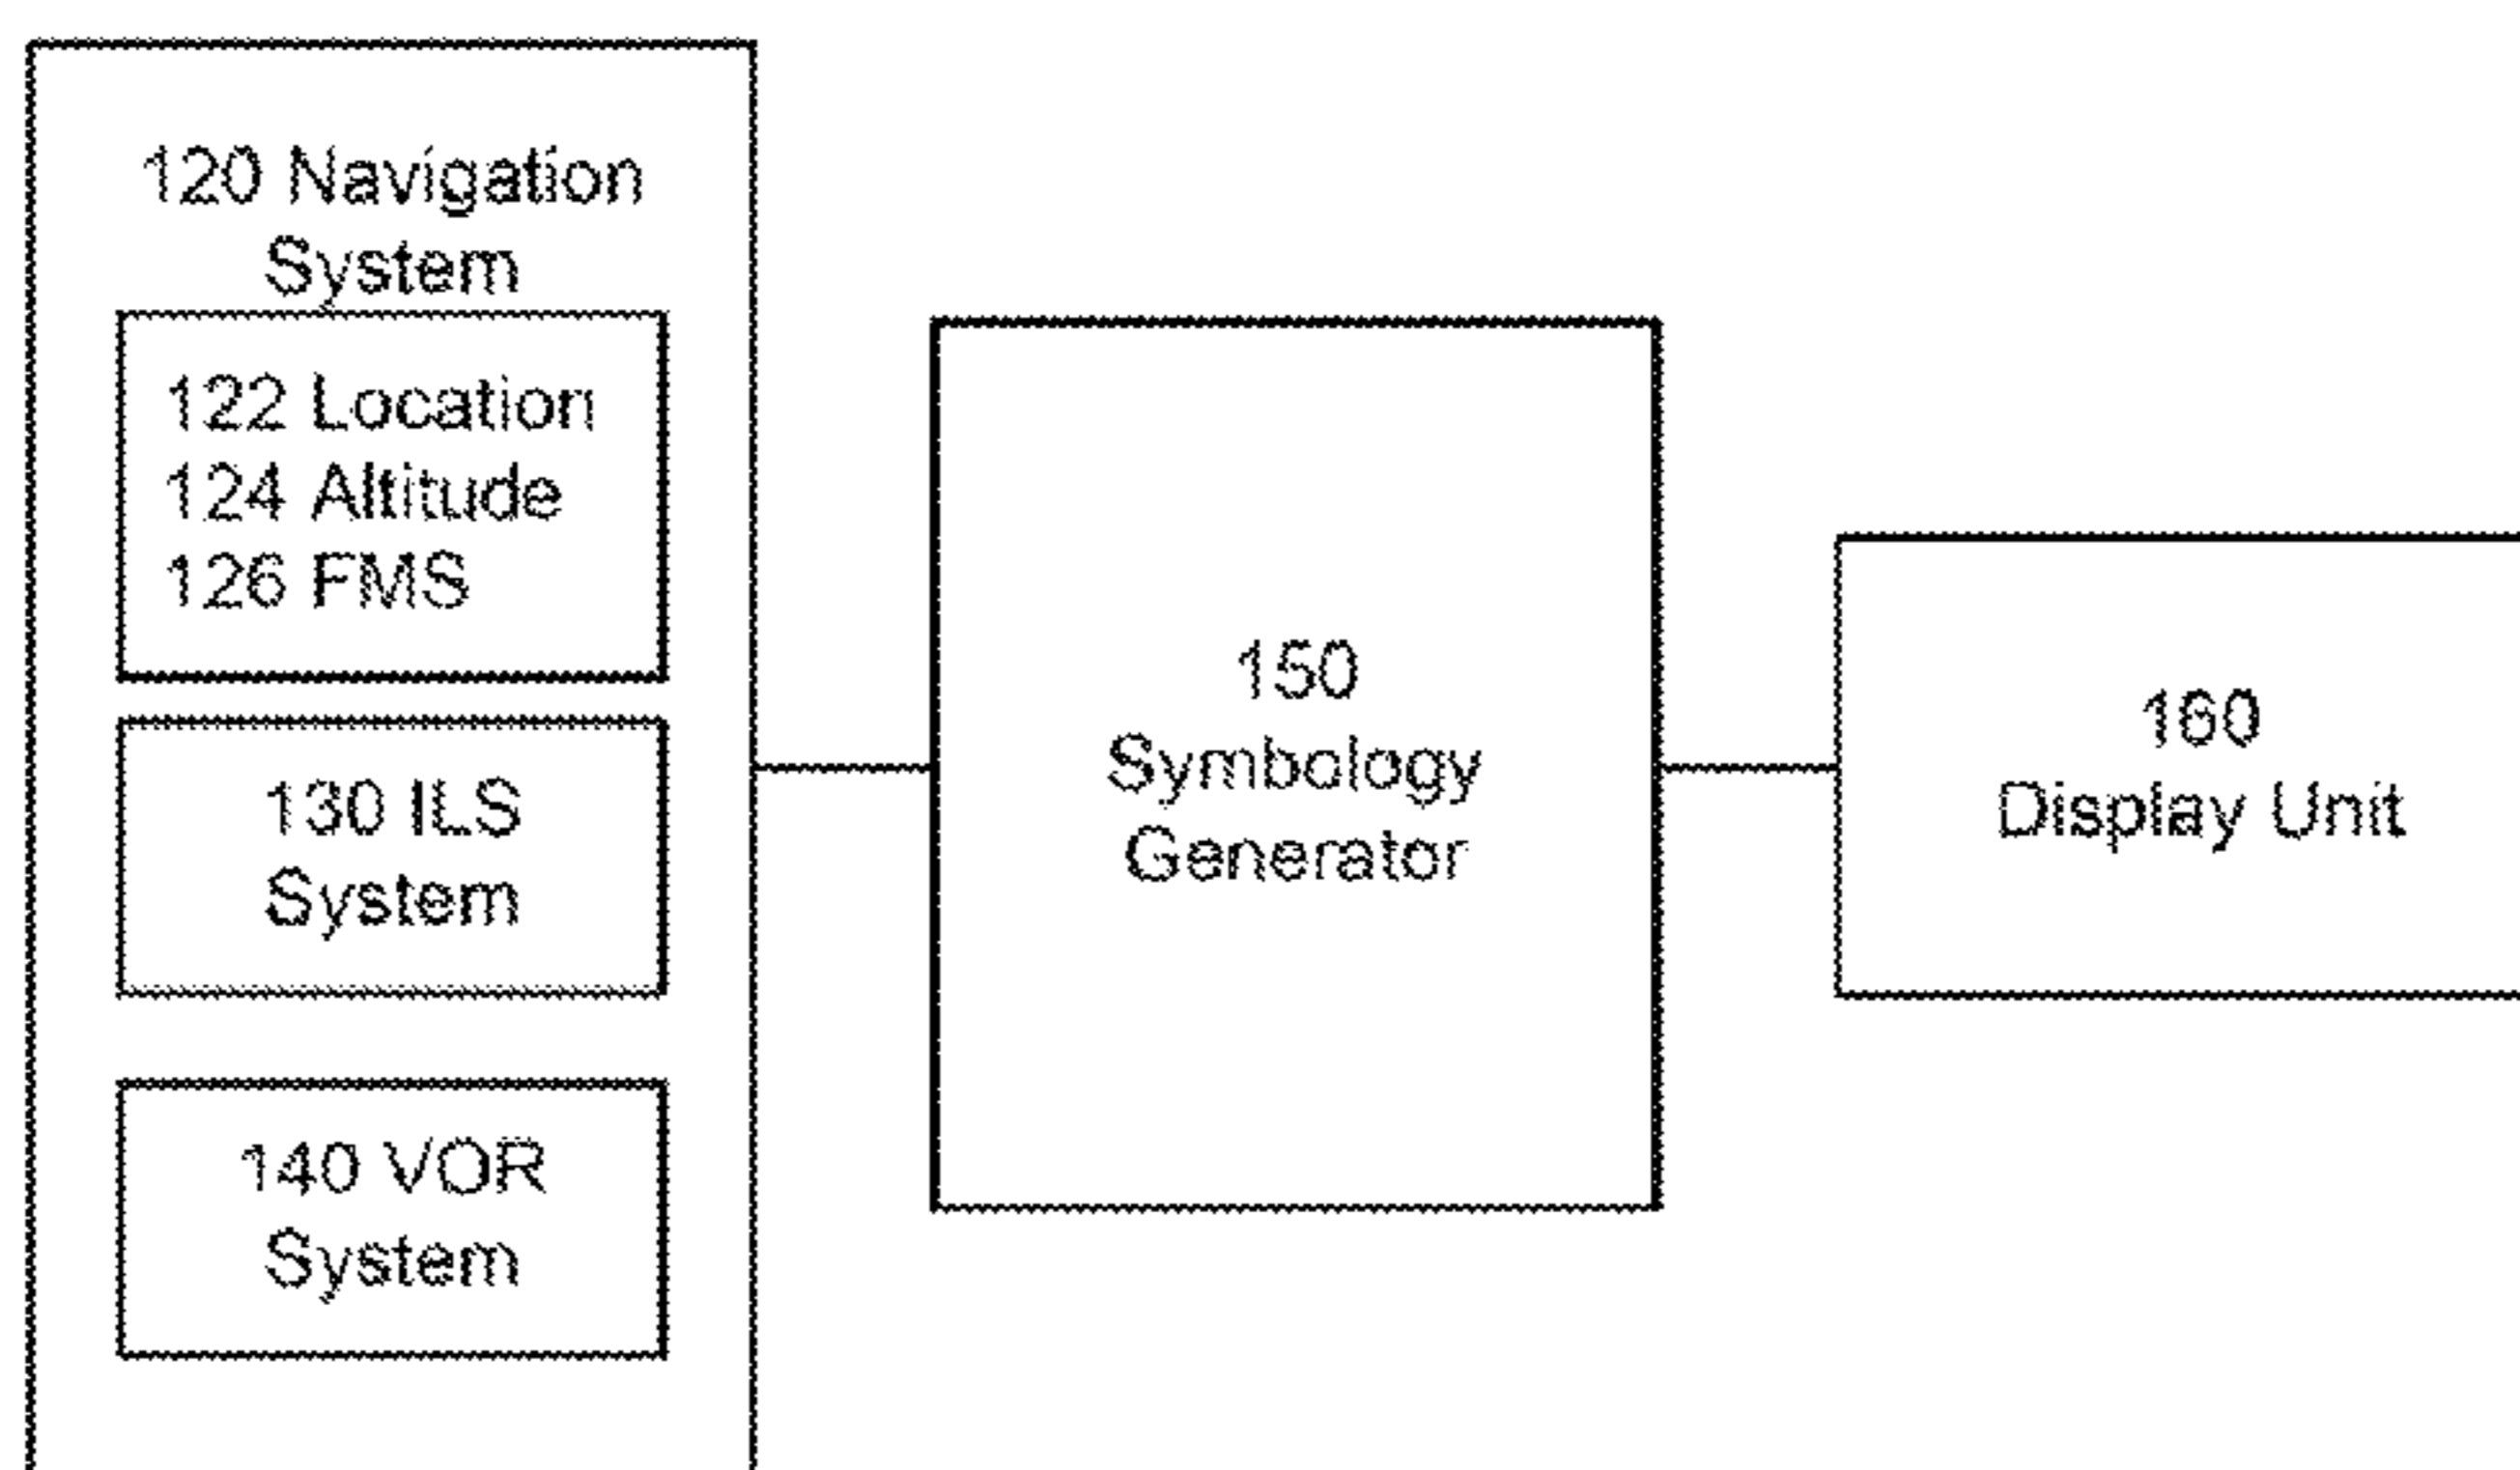 120 Navigation
System
122 Location
124 Altitude
126 FMS
130 ILS
System
140 VOR
System
150
Symbology
Generator
160
Display Unit